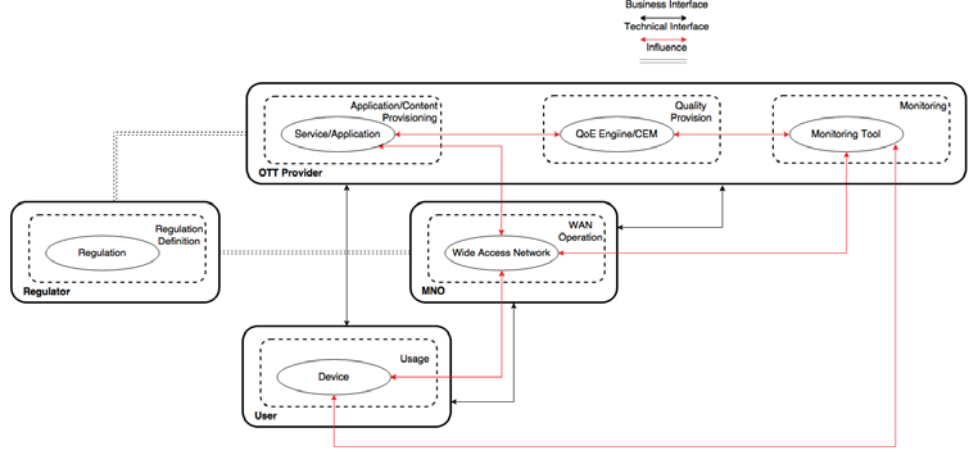 Business Interface
Technical Interface
Influence
Application/Content
Provisioning
Service/Application
Quality
Provision
QoE Engiine/CEM
Monitoring
Monitoring Tool
OTT Provider
Regulation
Definition
Regulation
Regulator
WAN
Operation
Wide Access Network
MNO
Usage
Device
User